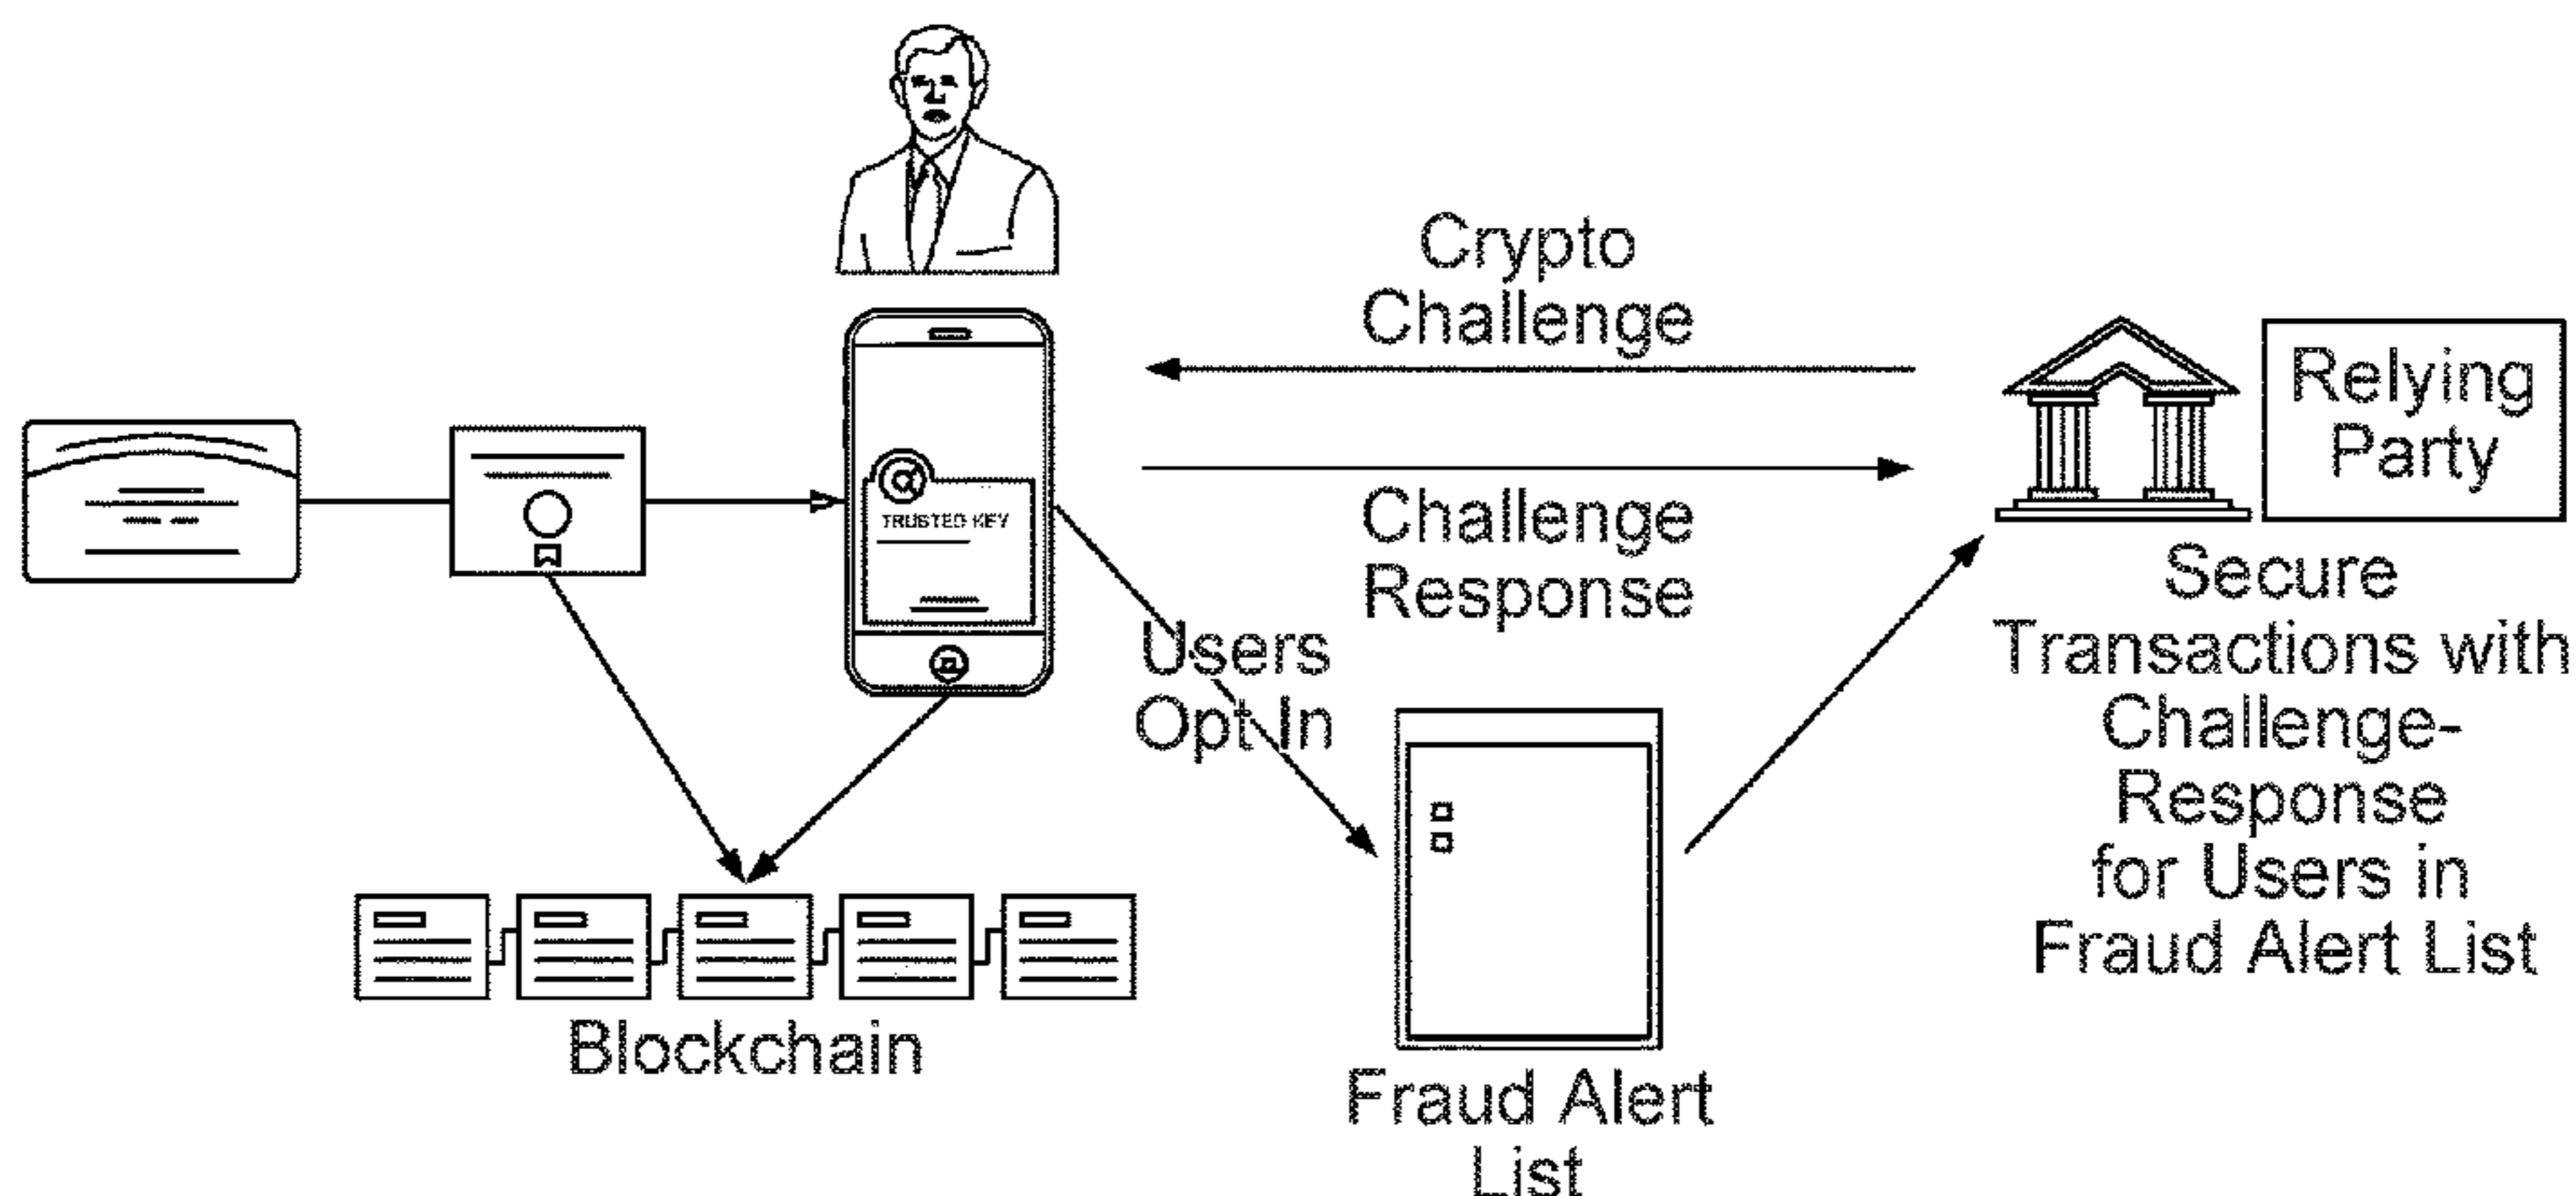 Crypto
Challenge
Relying
Party
TRUSTED KEY
Challenge
Response
Users
Opt In
Secure
Transactions with
Challenge-
Response
for Users in
Fraud Alert List
Blockchain
Fraud Alert
List